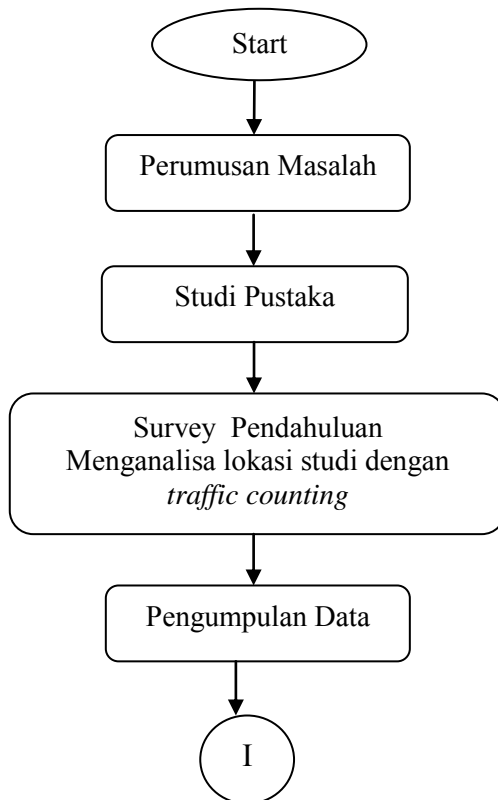 Start
Perumusan Masalah
Studi Pustaka
Survey Pendahuluan
Menganalisa lokasi studi dengan
traffic counting
Pengumpulan Data
I